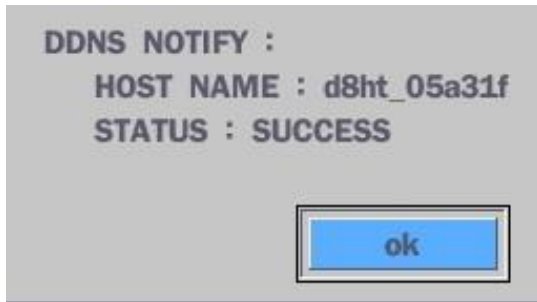 DDNS NOTIFY :
HOST NAME : d8ht_05a31f
STATUS : SUCCESS
ok